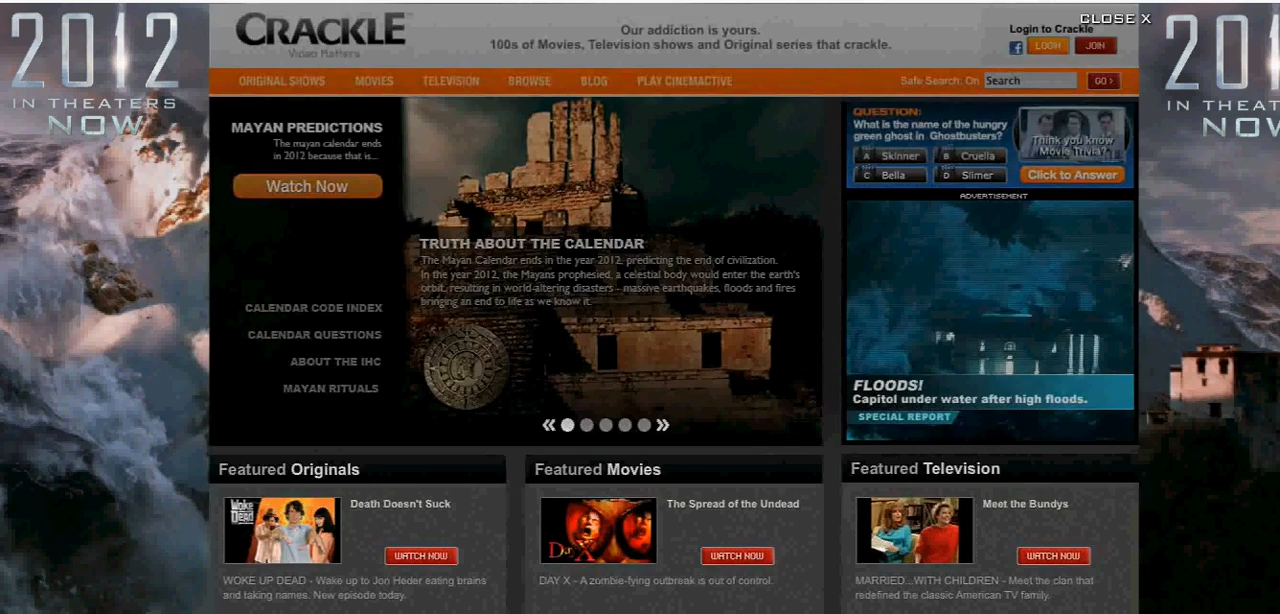 2012
IN THEATERS
NOW
CRACKLE
Video Matters
Our addiction is yours.
100s of Movies, Television shows and Original series that crackle.
CLOSE X
Login to Crackle
LOGIN
JOIN
2012
IN THEAT
NOW
ORIGINAL SHOWS
MOVIES
TELEVISION
BROWSE
BLOG
PLAY CINEMACTIVE
Safe Search: On
Search
GO ›
MAYAN PREDICTIONS
The mayan calendar ends
in 2012 because that is...
Watch Now
CALENDAR CODE INDEX
CALENDAR QUESTIONS
ABOUT THE IHC
MAYAN RITUALS
TRUTH ABOUT THE CALENDAR
The Mayan Calendar ends in the year 2012, predicting the end of civilization.
In the year 2012, the Mayans prophesied, a celestial body would enter the earth's
orbit, resulting in world-altering disasters - massive earthquakes, floods and fires
bringing an end to life as we know it.
QUESTION:
What is the name of the hungry
green ghost in Ghostbusters?
A Skinner
B Cruella
C Bella
D Slimer
Think you know
Movie Trivia?
Click to Answer
ADVERTISEMENT
FLOODS!
Capitol under water after high floods.
SPECIAL REPORT
Featured Originals
Woke Up Dead
Death Doesn't Suck
WATCH NOW
WOKE UP DEAD - Wake up to Jon Heder eating brains
and taking names. New episode today.
Featured Movies
Day X
The Spread of the Undead
WATCH NOW
DAY X - A zombie-fying outbreak is out of control.
Featured Television
Meet the Bundys
WATCH NOW
MARRIED...WITH CHILDREN - Meet the clan that
redefined the classic American TV family.